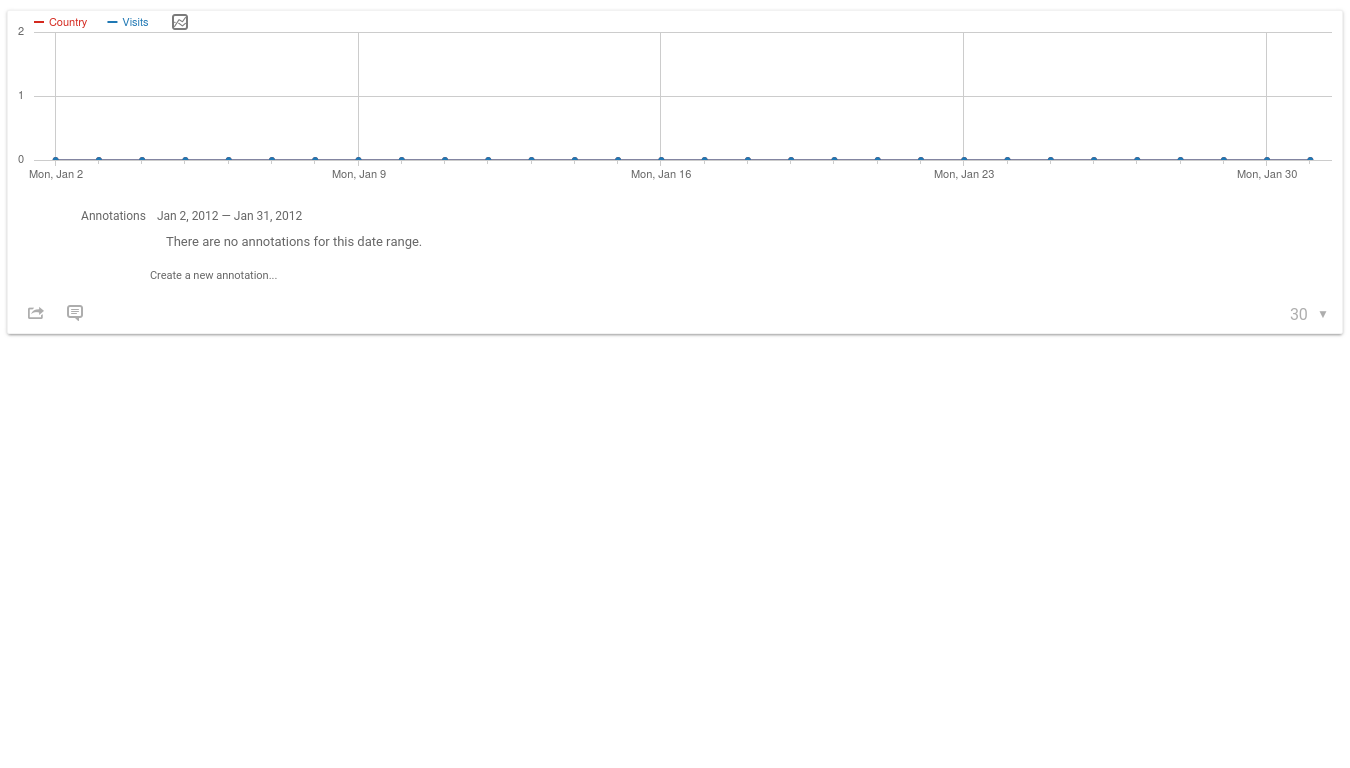 Country Visits
2
1
0
Mon, Jan 2 Mon, Jan 9 Mon, Jan 16 Mon, Jan 23 Mon, Jan 30
Annotations Jan 2, 2012 — Jan 31, 2012
There are no annotations for this date range.
Create a new annotation...
30 ▼